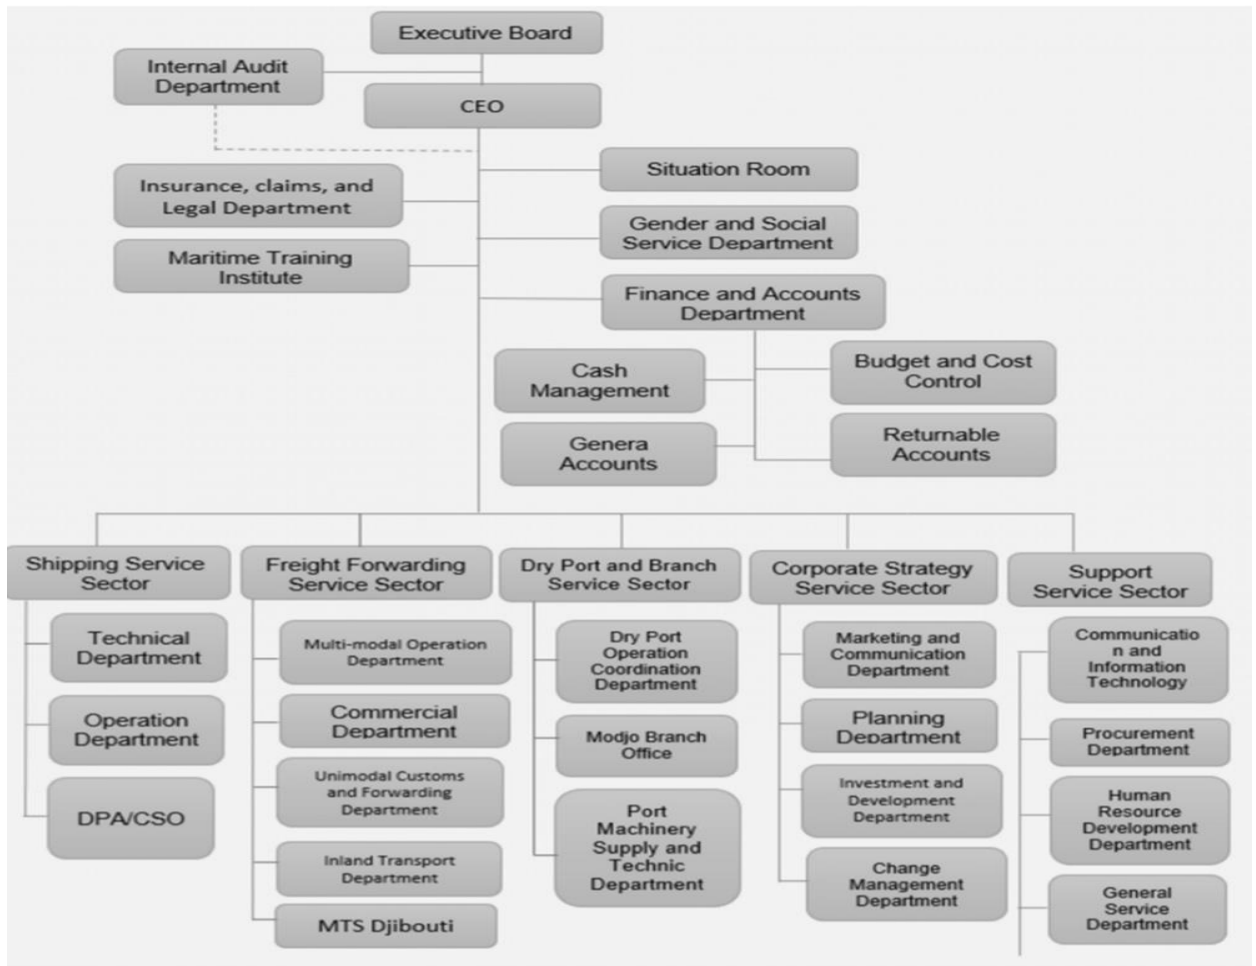 Executive Board
Internal Audit
Department
CEO
Situation Room
Insurance, claims, and
Legal Department
Gender and Social
Service Department
Maritime Training
Institute
Finance and Accounts
Department
Cash
Management
Budget and Cost
Control
Genera
Accounts
Returnable
Accounts
Shipping Service
Sector
Technical
Department
Operation
Department
DPA/CSO
Freight Forwarding
Service Sector
Multi-modal Operation
Department
Commercial
Department
Unimodal Customs
and Forwarding
Department
Inland Transport
Department
MTS Djibouti
Dry Port and Branch
Service Sector
Dry Port
Operation
Coordination
Department
Modjo Branch
Office
Port
Machinery
Supply and
Technic
Department
Corporate Strategy
Service Sector
Marketing and
Communication
Department
Planning
Department
Investment and
Development
Department
Change
Management
Department
Support
Service Sector
Communicatio
n and
Information
Technology
Procurement
Department
Human
Resource
Development
Department
General
Service
Department